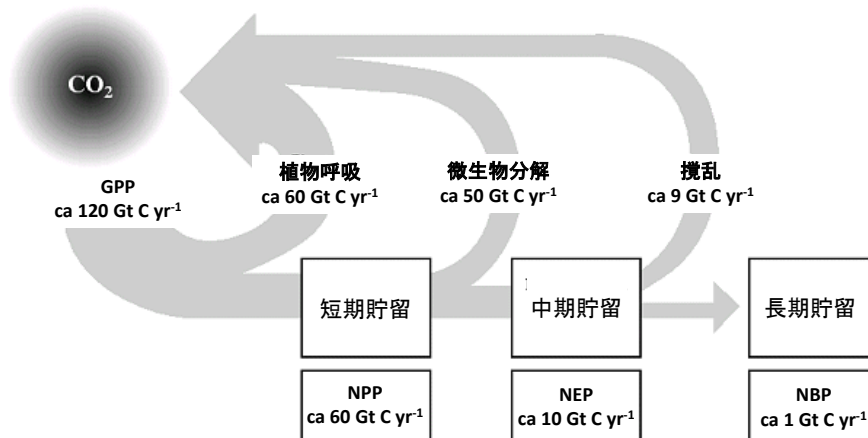 CO₂
GPP
ca 120 Gt C yr⁻¹
植物呼吸
ca 60 Gt C yr⁻¹
微生物分解
ca 50 Gt C yr⁻¹
撹乱
ca 9 Gt C yr⁻¹
短期貯留
中期貯留
長期貯留
NPP
ca 60 Gt C yr⁻¹
NEP
ca 10 Gt C yr⁻¹
NBP
ca 1 Gt C yr⁻¹